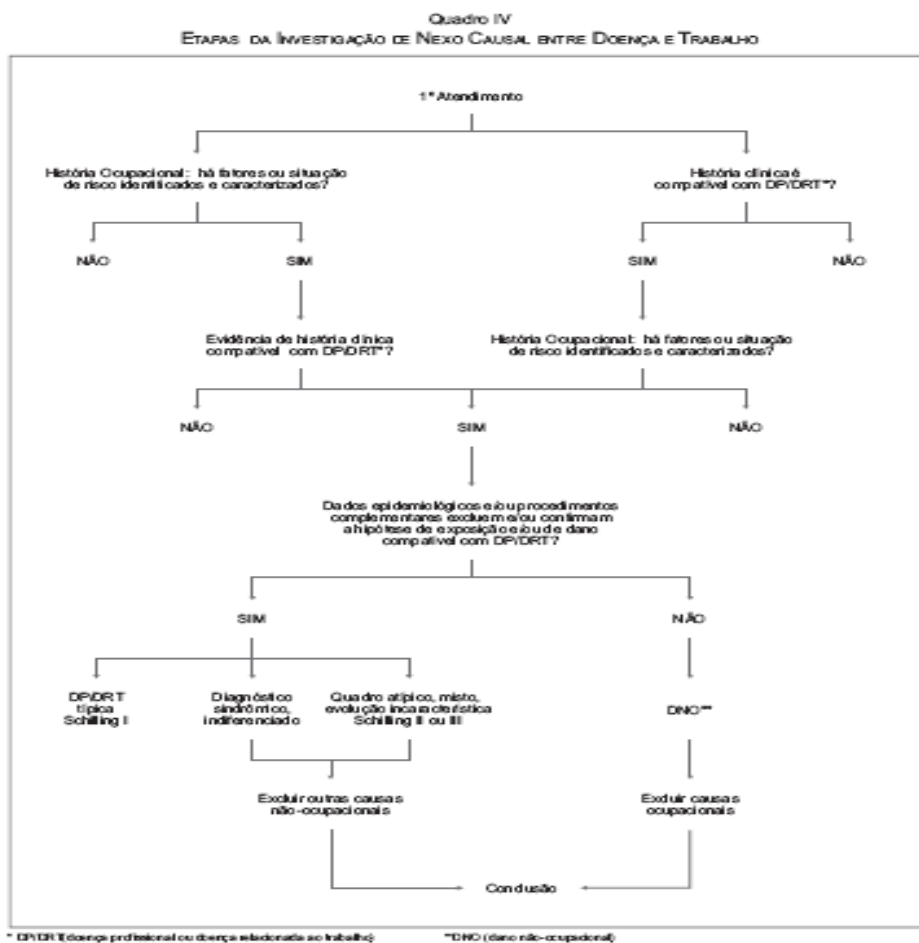 Quadro IV
ETAPAS DA INVESTIGAÇÃO DE NEXO CAUSAL ENTRE DOENÇA E TRABALHO
1º Atendimento
História Ocupacional: há fatores ou situação
de risco identificados e caracterizados?
História clínica é
compatível com DP/DRT*?
NÃO
SIM
SIM
NÃO
Evidência de história clínica
compatível com DP/DRT*?
História Ocupacional: há fatores ou situação
de risco identificados e caracterizados?
NÃO
SIM
NÃO
Dados epidemiológicos e/ou procedimentos
complementares excluem e/ou confirmam
a hipótese de exposição e/ou de dano
compatível com DP/DRT?
SIM
NÃO
DP/DRT
típica
Schilling I
Diagnóstico
sindrômico,
indiferenciado
Quadro atípico, misto,
evolução incaracterística
Schilling II ou III
DNO**
Excluir outras causas
não-ocupacionais
Excluir causas
ocupacionais
Conclusão
* DP/DRT(doença profissional ou doença relacionada ao trabalho)
**DNO (dano não-ocupacional)